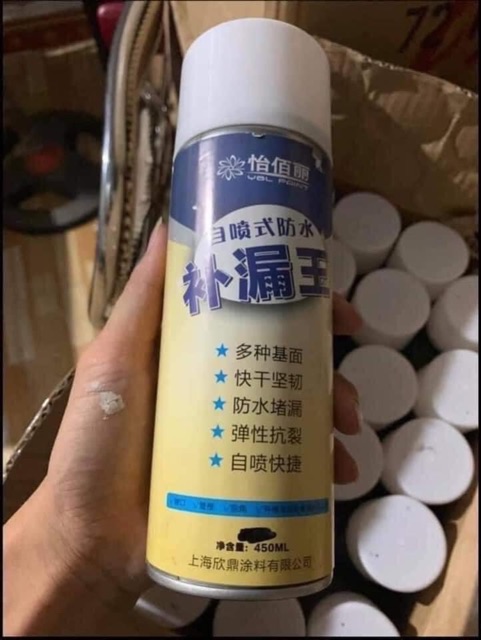 怡佰丽
YBL PAINT
自喷式防水
补漏王
★ 多种基面
★ 快干坚韧
★ 防水堵漏
★ 弹性抗裂
★ 自喷快捷
净含量：450ML
上海欣鼎涂料有限公司
72